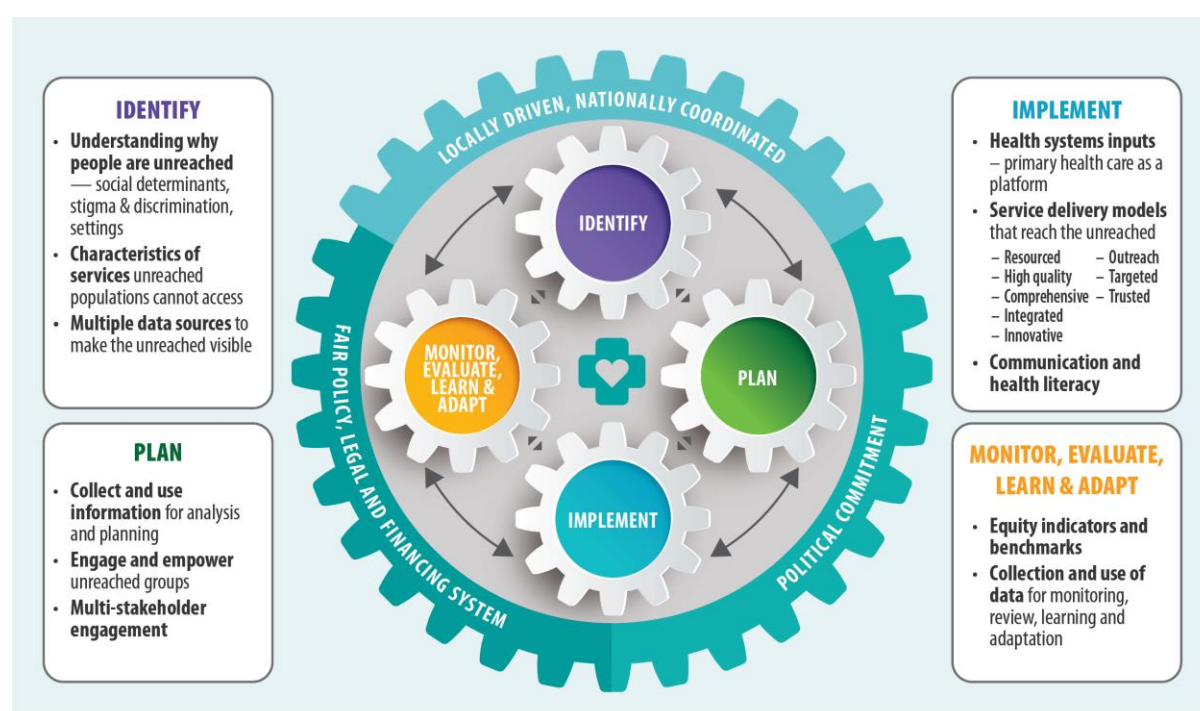 IDENTIFY
• Understanding why
people are unreached
— social determinants,
stigma & discrimination,
settings
• Characteristics of
services unreached
populations cannot access
• Multiple data sources to
make the unreached visible
PLAN
• Collect and use
information for analysis
and planning
• Engage and empower
unreached groups
• Multi-stakeholder
engagement
LOCALLY DRIVEN, NATIONALLY COORDINATED
FAIR POLICY, LEGAL AND FINANCING SYSTEM
POLITICAL COMMITMENT
IDENTIFY
MONITOR,
EVALUATE,
LEARN &
ADAPT
PLAN
IMPLEMENT
IMPLEMENT
• Health systems inputs
– primary health care as a
platform
• Service delivery models
that reach the unreached
– Resourced – Outreach
– High quality – Targeted
– Comprehensive – Trusted
– Integrated
– Innovative
• Communication and
health literacy
MONITOR, EVALUATE,
LEARN & ADAPT
• Equity indicators and
benchmarks
• Collection and use of
data for monitoring,
review, learning and
adaptation